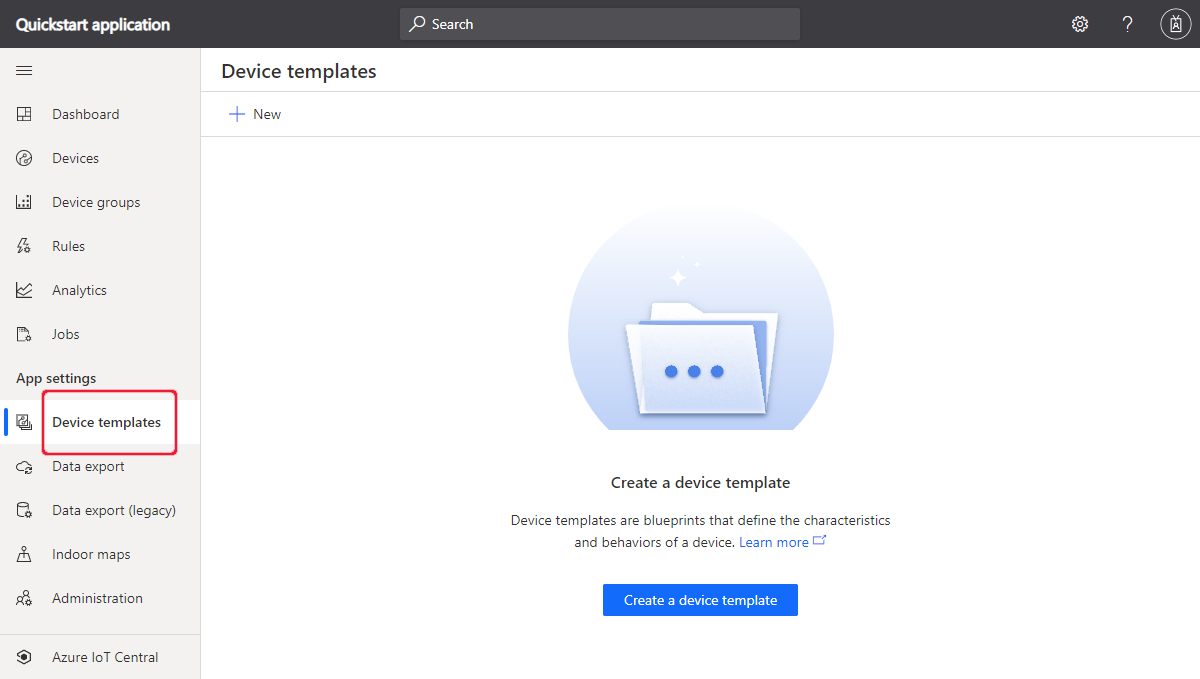 Quickstart application
Search
?
Device templates
New
Dashboard
Devices
Device groups
Rules
Analytics
Jobs
App settings
Device templates
Data export
Data export (legacy)
Indoor maps
Administration
Azure IoT Central
Create a device template
Device templates are blueprints that define the characteristics
and behaviors of a device. Learn more
Create a device template